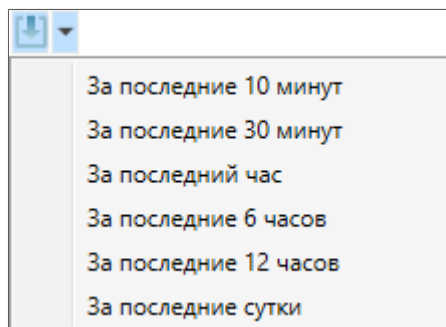 За последние 10 минут
За последние 30 минут
За последний час
За последние 6 часов
За последние 12 часов
За последние сутки